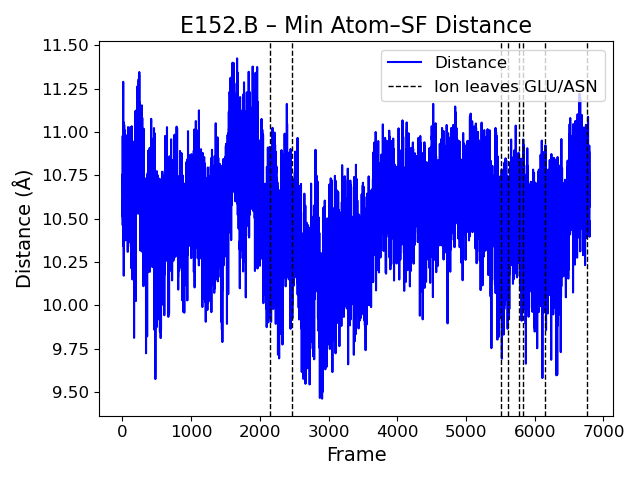 E152.B – Min Atom–SF Distance
Distance
Ion leaves GLU/ASN
Distance (Å)
11.50
11.25
11.00
10.75
10.50
10.25
10.00
9.75
9.50
0 1000 2000 3000 4000 5000 6000 7000
Frame